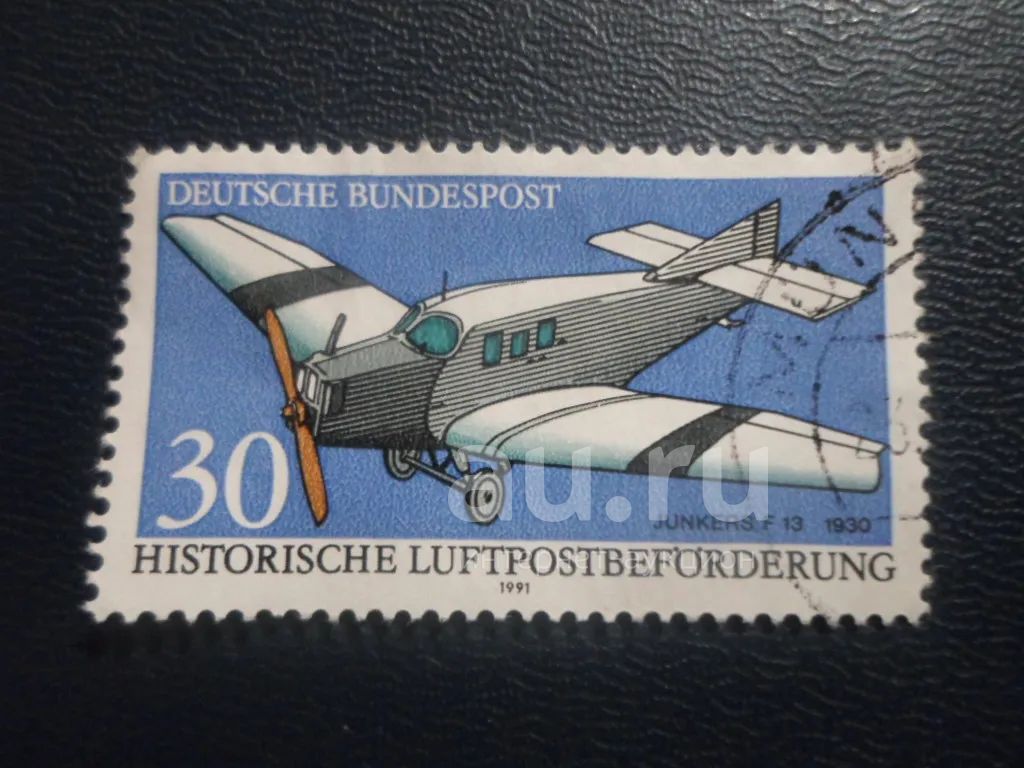 DEUTSCHE BUNDESPOST
30
JUNKERS F 13 1930
HISTORISCHE LUFTPOSTBEFÖRDERUNG
1991
au.ru